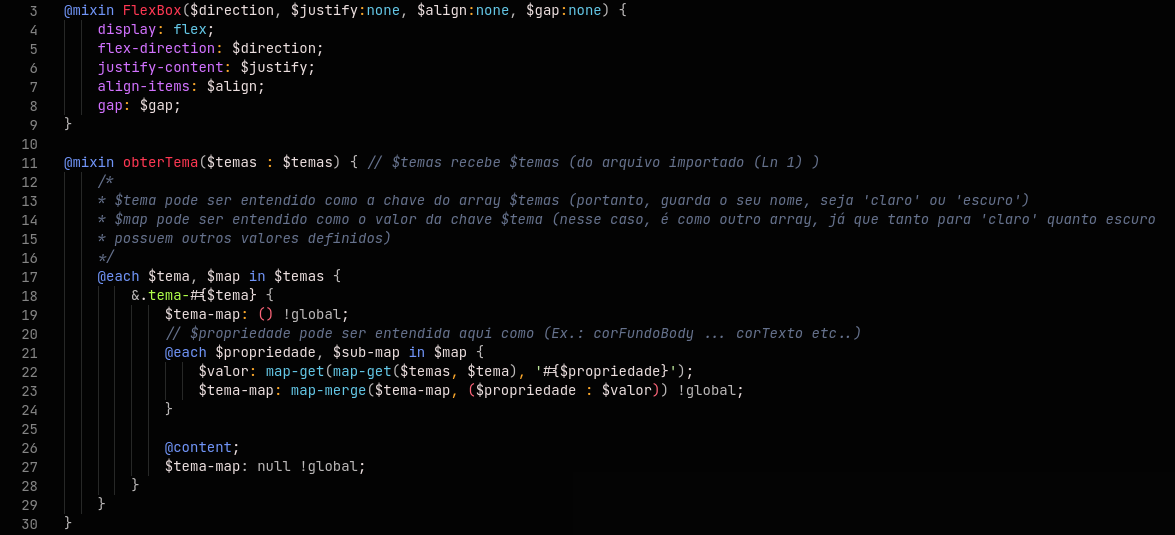 3 @mixin FlexBox($direction, $justify:none, $align:none, $gap:none) {
4 display: flex;
5 flex-direction: $direction;
6 justify-content: $justify;
7 align-items: $align;
8 gap: $gap;
9 }
10
11 @mixin obterTema($temas : $temas) { // $temas recebe $temas (do arquivo importado (Ln 1) )
12 /*
13 * $tema pode ser entendido como a chave do array $temas (portanto, guarda o seu nome, seja 'claro' ou 'escuro')
14 * $map pode ser entendido como o valor da chave $tema (nesse caso, é como outro array, já que tanto para 'claro' quanto escuro
15 * possuem outros valores definidos)
16 */
17 @each $tema, $map in $temas {
18 &.tema-#{$tema} {
19 $tema-map: () !global;
20 // $propriedade pode ser entendida aqui como (Ex.: corFundoBody ... corTexto etc..)
21 @each $propriedade, $sub-map in $map {
22 $valor: map-get(map-get($temas, $tema), '#{$propriedade}');
23 $tema-map: map-merge($tema-map, ($propriedade : $valor)) !global;
24 }
25
26 @content;
27 $tema-map: null !global;
28 }
29 }
30 }